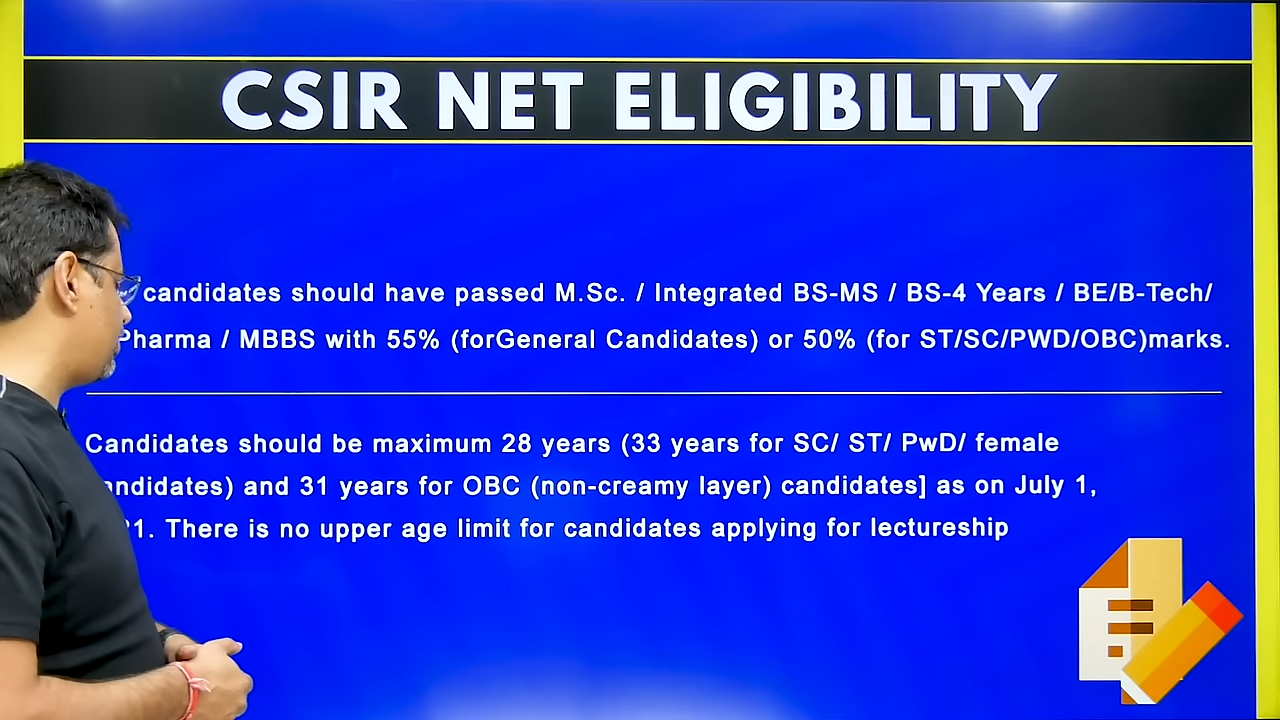 CSIR NET ELIGIBILITY
candidates should have passed M.Sc. / Integrated BS-MS / BS-4 Years / BE/B-Tech/
Pharma / MBBS with 55% (forGeneral Candidates) or 50% (for ST/SC/PWD/OBC)marks.
Candidates should be maximum 28 years (33 years for SC/ ST/ PwD/ female
andidates) and 31 years for OBC (non-creamy layer) candidates] as on July 1,
1. There is no upper age limit for candidates applying for lectureship